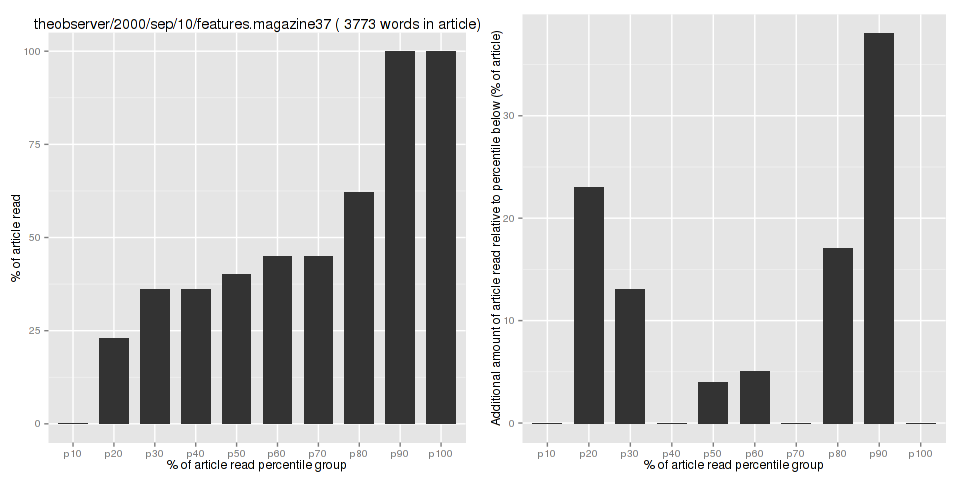 theobserver/2000/sep/10/features.magazine37 ( 3773 words in article)
% of article read
100
75
50
25
0
p10 p20 p30 p40 p50 p60 p70 p80 p90 p100
% of article read percentile group
Additional amount of article read relative to percentile below (% of article)
30
20
10
0
p10 p20 p30 p40 p50 p60 p70 p80 p90 p100
% of article read percentile group